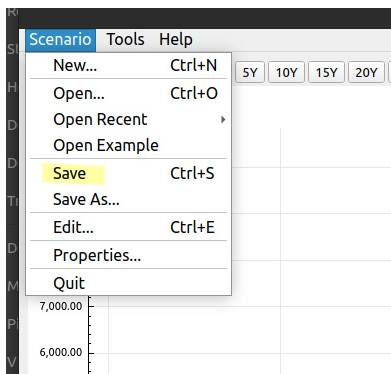 Scenario Tools Help
New... Ctrl+N
5Y 10Y 15Y 20Y
Open... Ctrl+O
Open Recent
Open Example
Save Ctrl+S
Save As...
Edit... Ctrl+E
Properties...
Quit
7,000.00
6,000.00